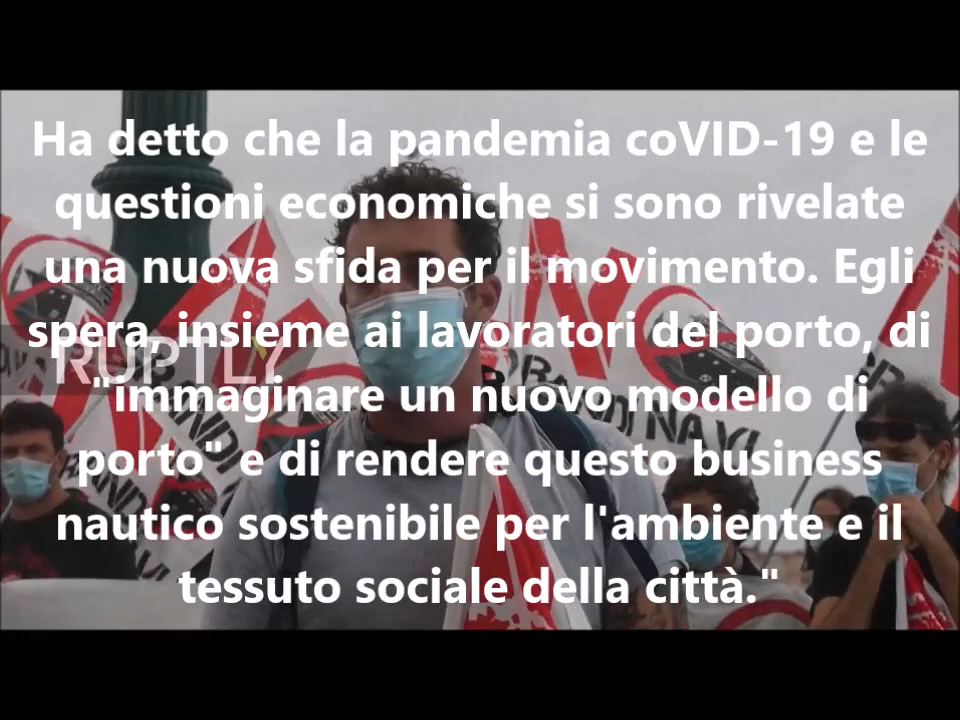 Ha detto che la pandemia coVID-19 e le
questioni economiche si sono rivelate
una nuova sfida per il movimento. Egli
spera, insieme ai lavoratori del porto, di
RUPTLY
"immaginare un nuovo modello di
porto" e di rendere questo business
nautico sostenibile per l'ambiente e il
tessuto sociale della città."
NAVI